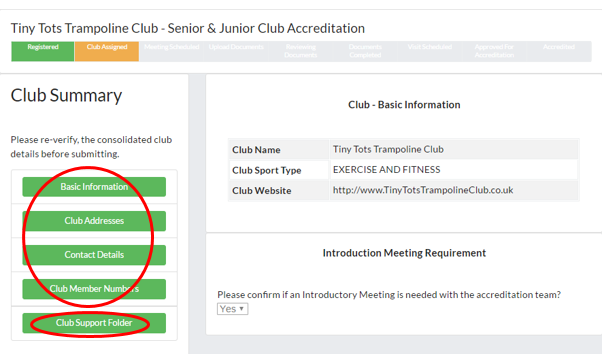 Tiny Tots Trampoline Club - Senior & Junior Club Accreditation
Registered
Club Assigned
Meeting Scheduled
Upload Documents
Reviewing
Documents
Documents
Completed
Visit Scheduled
Approved For
Accreditation
Accredited
Club Summary
Please re-verify, the consolidated club
details before submitting.
Basic Information
Club Addresses
Contact Details
Club Member Numbers
Club Support Folder
Club - Basic Information
Club Name Tiny Tots Trampoline Club
Club Sport Type EXERCISE AND FITNESS
Club Website http://www.TinyTotsTrampolineClub.co.uk
Introduction Meeting Requirement
Please confirm if an Introductory Meeting is needed with the accreditation team?
Yes